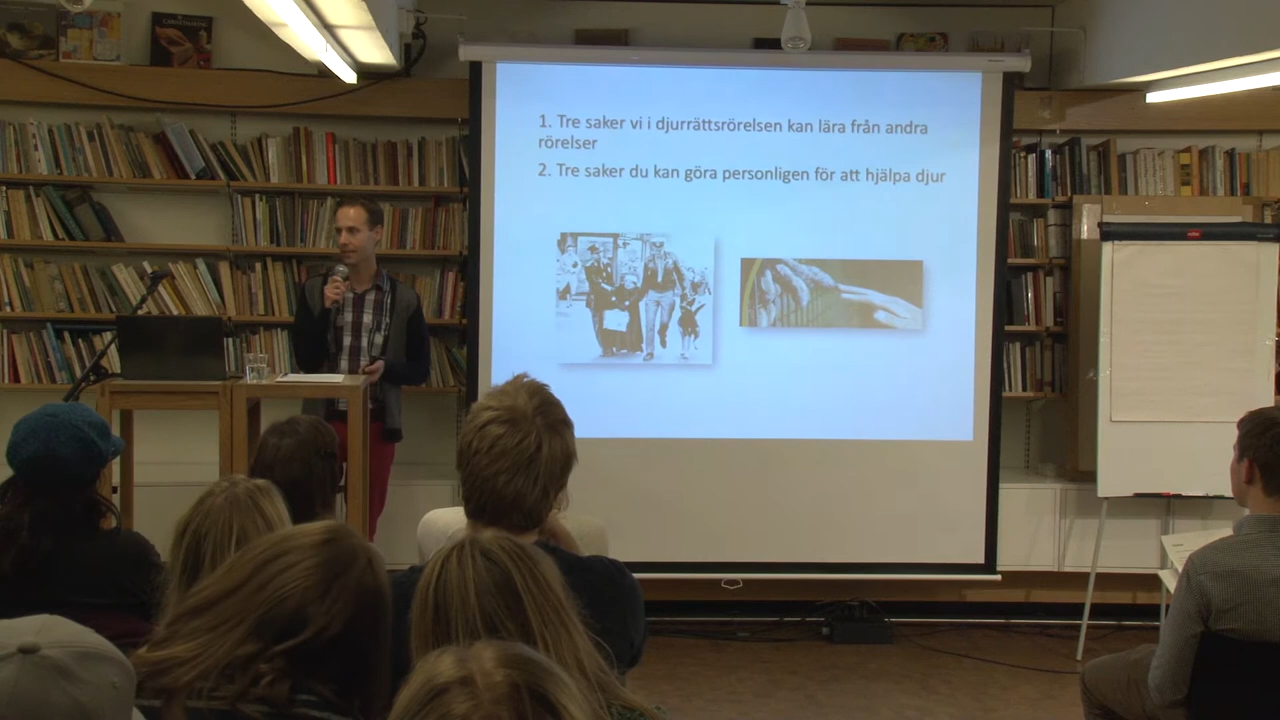 1. Tre saker vi i djurrättsrörelsen kan lära från andra
rörelser
2. Tre saker du kan göra personligen för att hjälpa djur